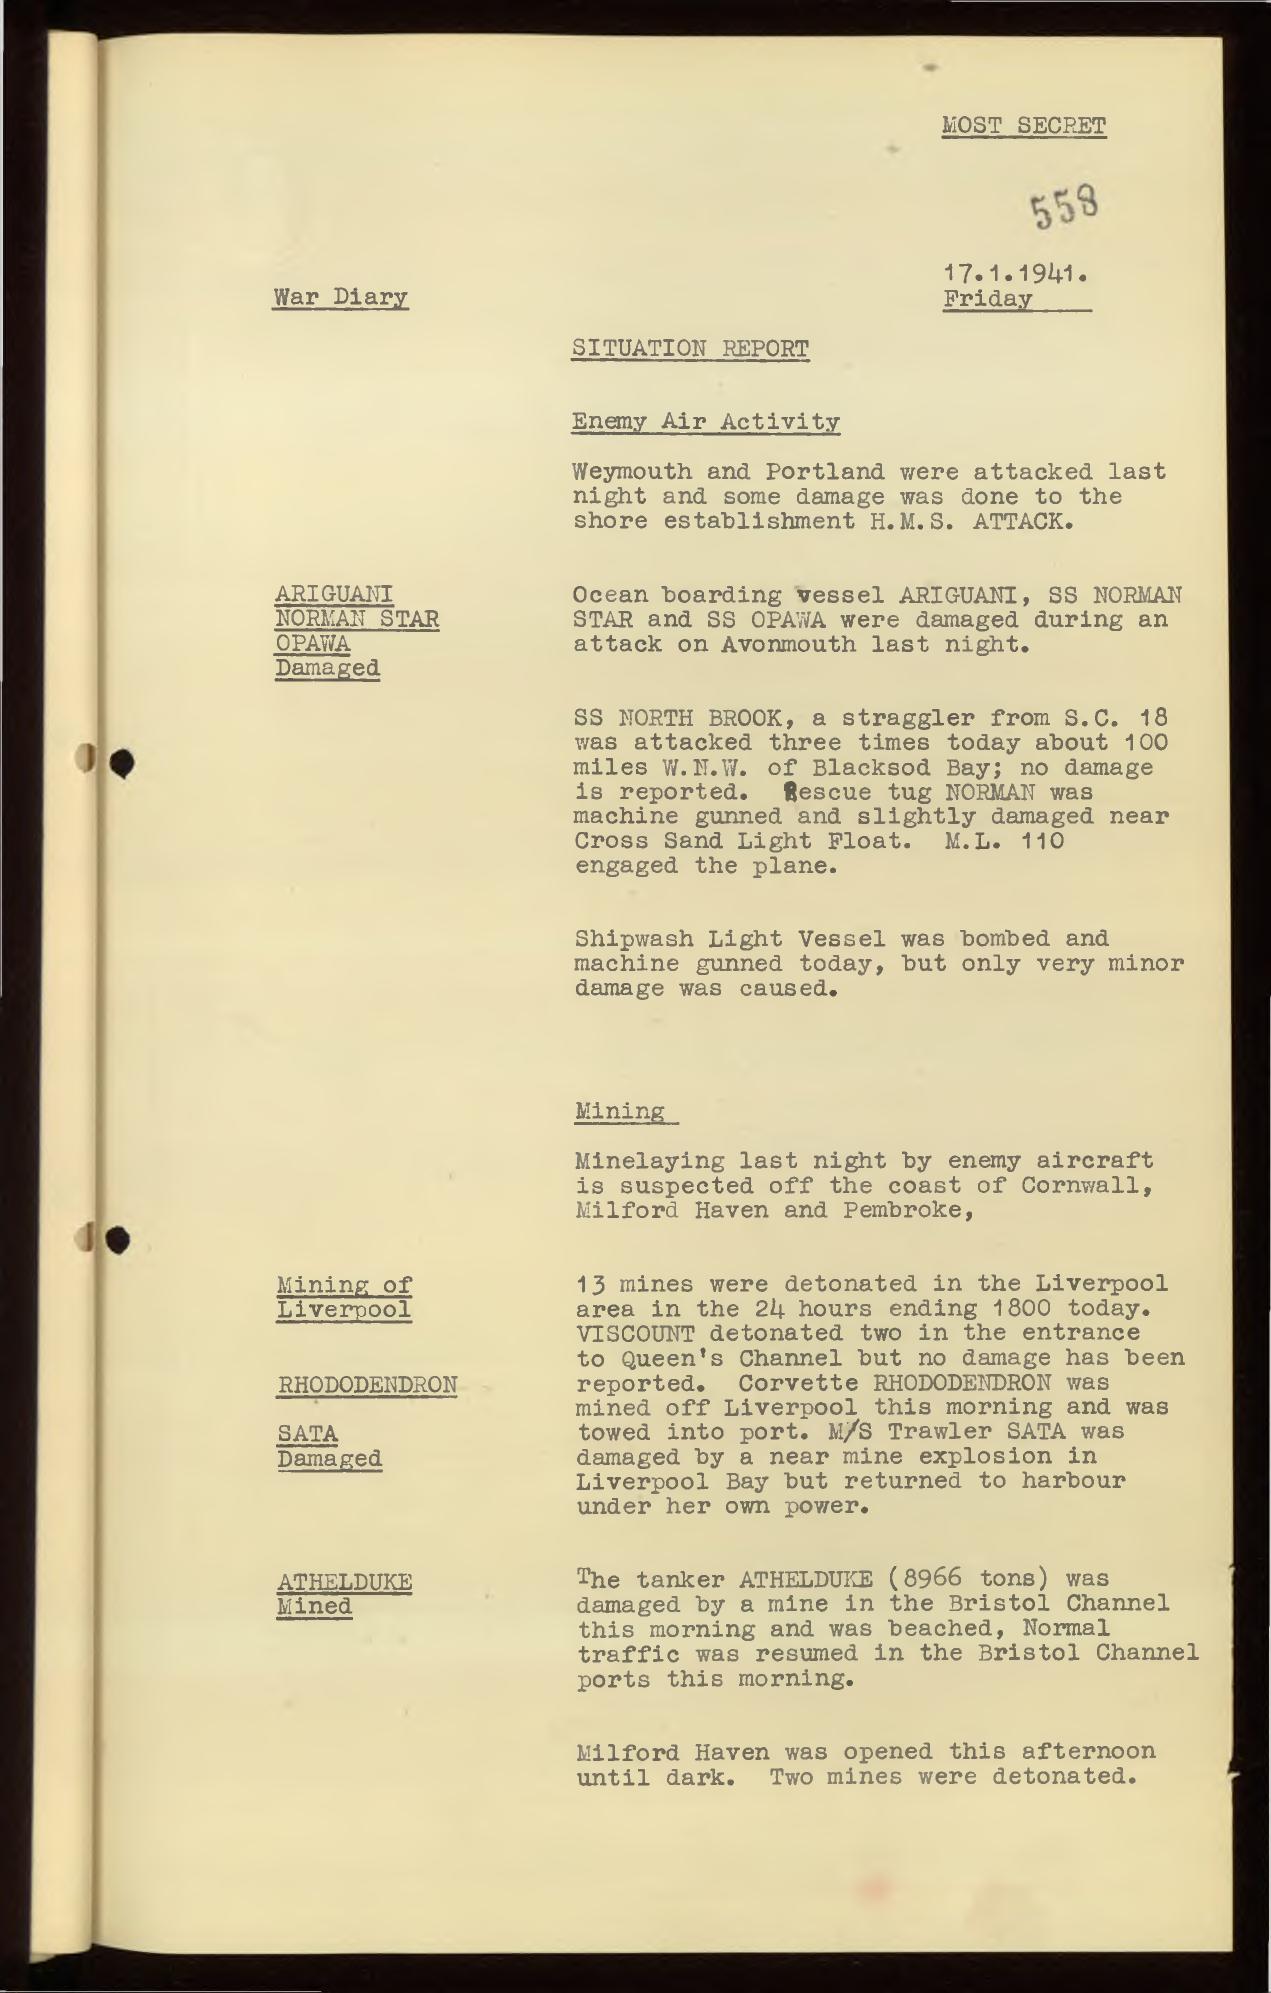 MOST SECRET
558
17.1.1941.
Friday
War Diary
SITUATION REPORT
Enemy Air Activity
Weymouth and Portland were attacked last
night and some damage was done to the
shore establishment H.M.S. ATTACK.
ARIGUANI
NORMAN STAR
OPAWA
Damaged
Ocean boarding vessel ARIGUANI, SS NORMAN
STAR and SS OPAWA were damaged during an
attack on Avonmouth last night.
SS NORTH BROOK, a straggler from S.C. 18
was attacked three times today about 100
miles W.N.W. of Blacksod Bay; no damage
is reported. Rescue tug NORMAN was
machine gunned and slightly damaged near
Cross Sand Light Float. M.L. 110
engaged the plane.
Shipwash Light Vessel was bombed and
machine gunned today, but only very minor
damage was caused.
Mining
Minelaying last night by enemy aircraft
is suspected off the coast of Cornwall,
Milford Haven and Pembroke,
Mining of
Liverpool
RHODODENDRON
SATA
Damaged
13 mines were detonated in the Liverpool
area in the 24 hours ending 1800 today.
VISCOUNT detonated two in the entrance
to Queen's Channel but no damage has been
reported. Corvette RHODODENDRON was
mined off Liverpool this morning and was
towed into port. M/S Trawler SATA was
damaged by a near mine explosion in
Liverpool Bay but returned to harbour
under her own power.
ATHELDUKE
Mined
The tanker ATHELDUKE (8966 tons) was
damaged by a mine in the Bristol Channel
this morning and was beached, Normal
traffic was resumed in the Bristol Channel
ports this morning.
Milford Haven was opened this afternoon
until dark. Two mines were detonated.